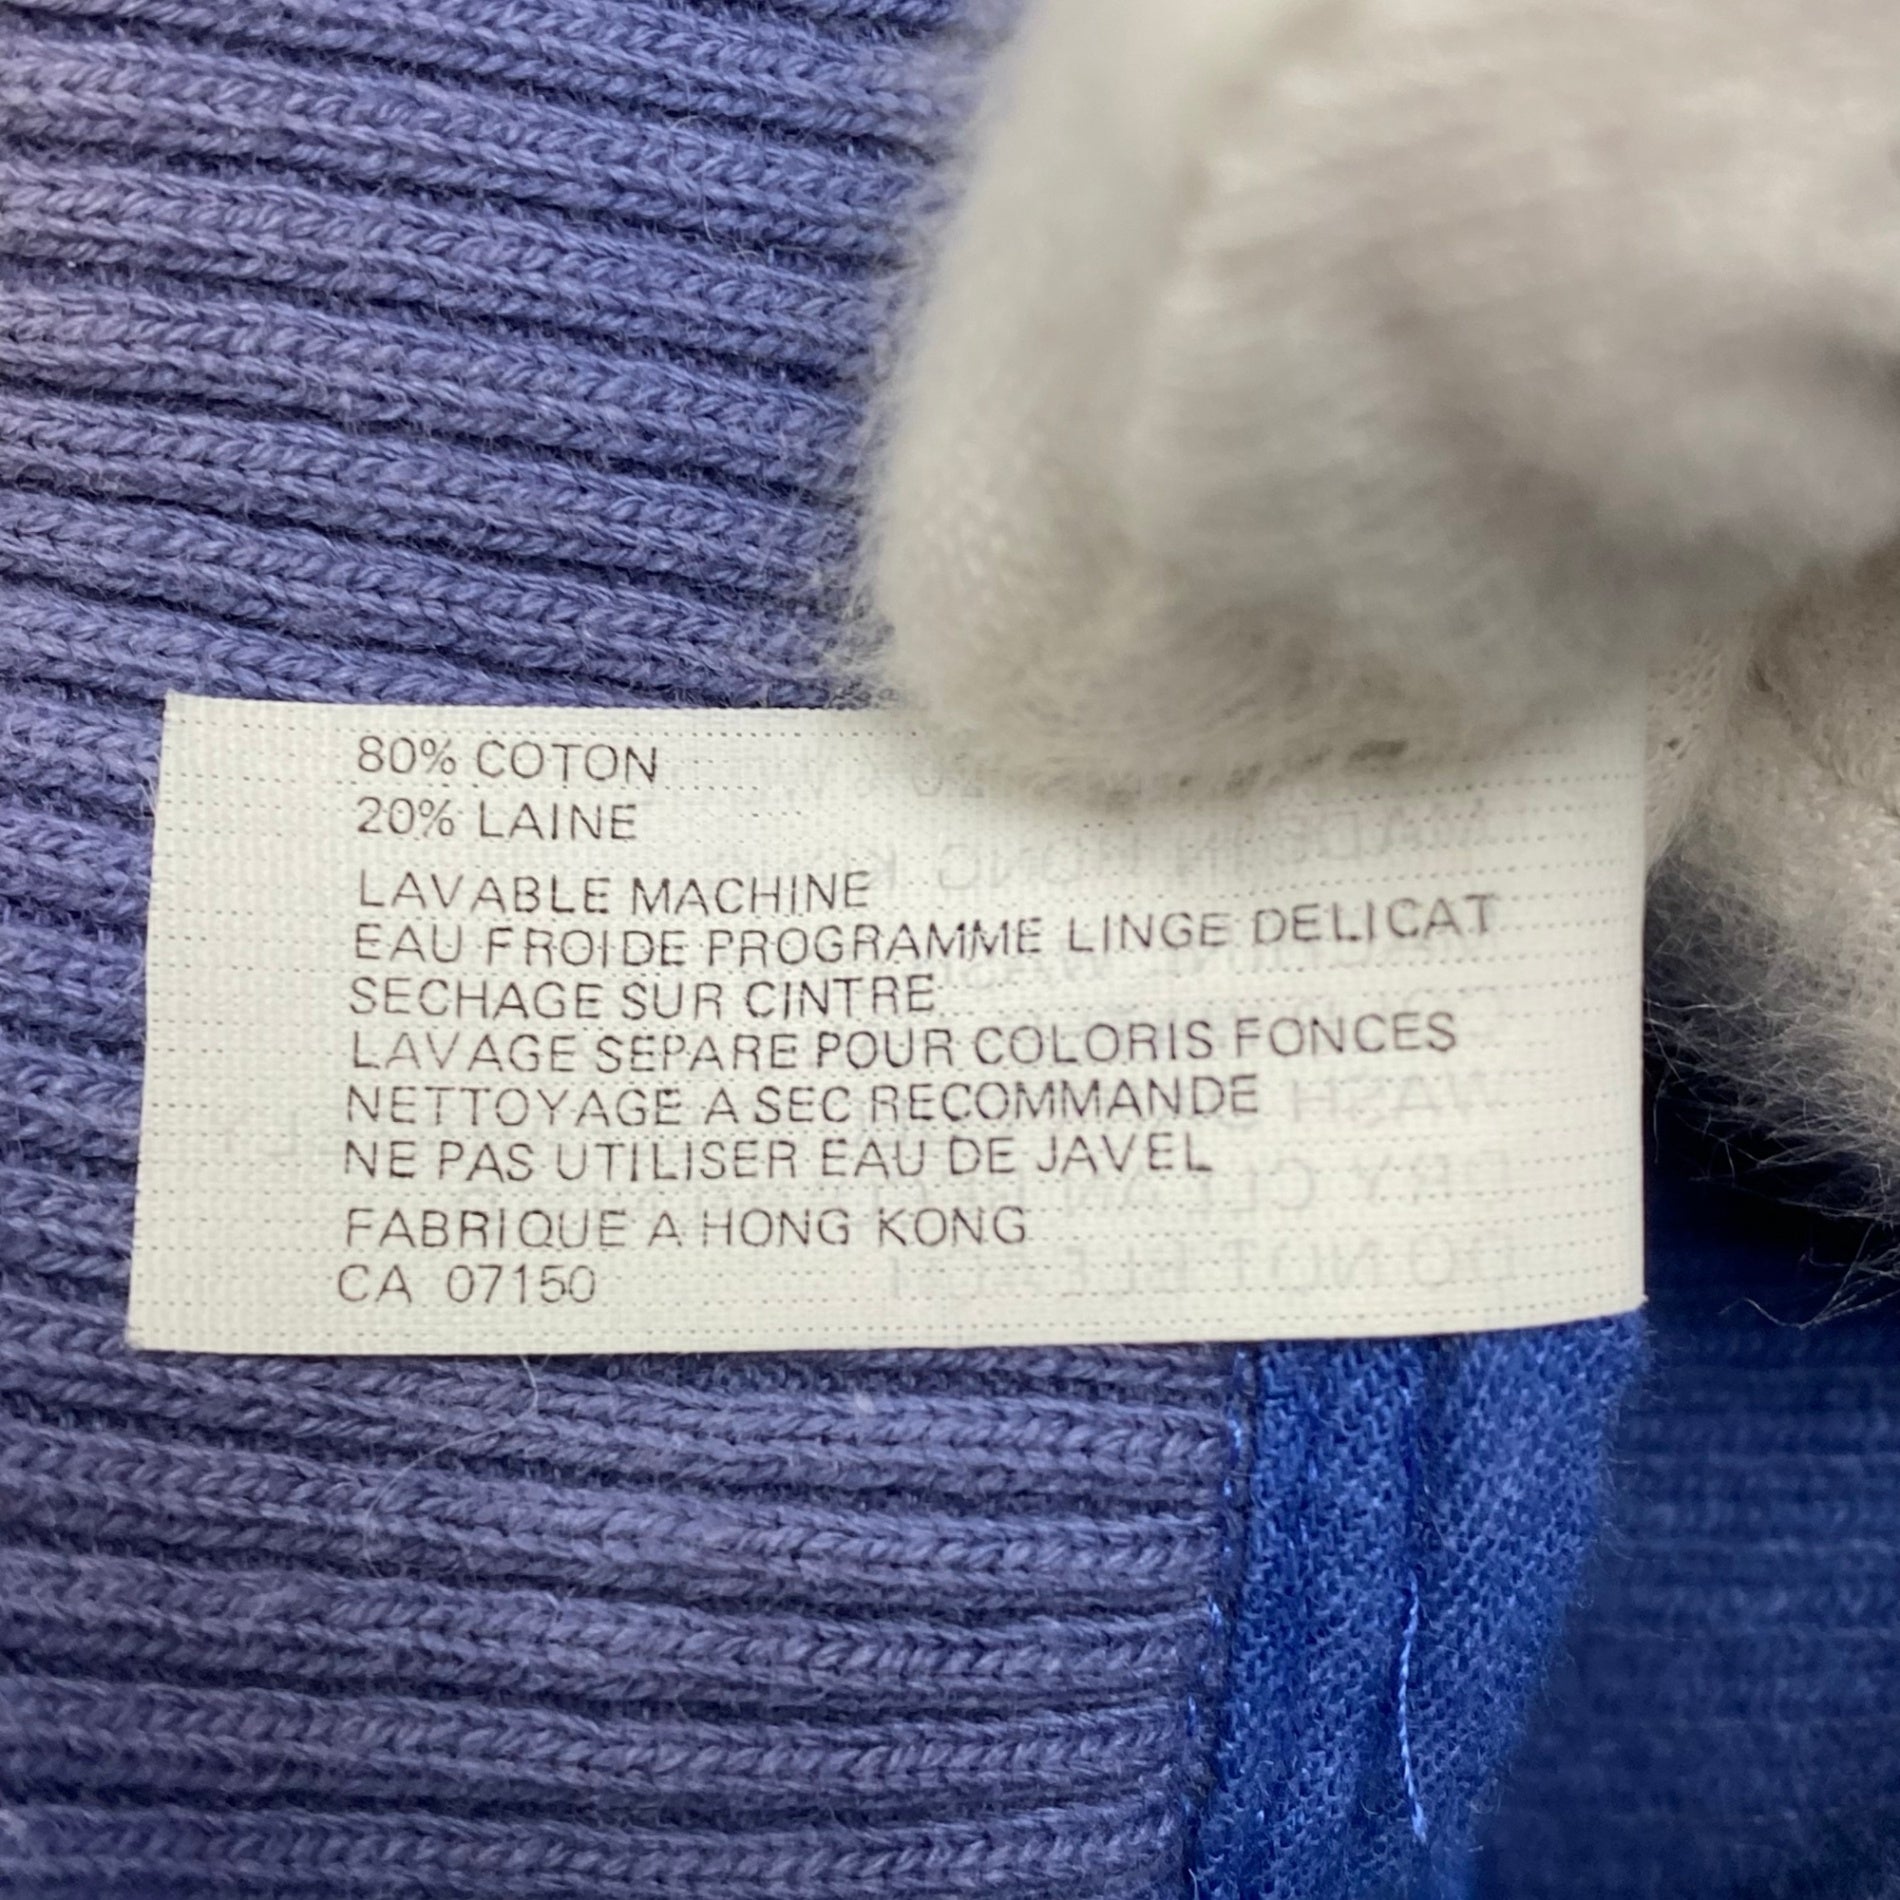 80% COTON
20% LAINE
LAVABLE MACHINE
EAU FROIDE PROGRAMME LINGE DELICAT
SECHAGE SUR CINTRE
LAVAGE SEPARE POUR COLORIS FONCES
NETTOYAGE A SEC RECOMMANDE
NE PAS UTILISER EAU DE JAVEL
FABRIQUE A HONG KONG
CA 07150